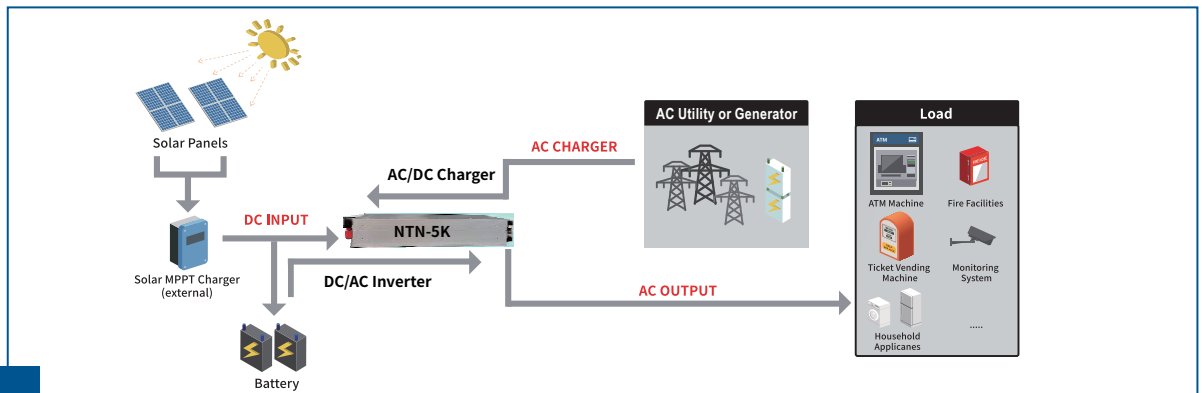 Solar Panels
Solar MPPT Charger
(external)
DC INPUT
Battery
AC/DC Charger
AC CHARGER
NTN-5K
DC/AC Inverter
AC OUTPUT
AC Utility or Generator
Load
ATM
ATM Machine
Fire Facilities
Ticket Vending
Machine
Monitoring
System
Household
Applicanes
.....